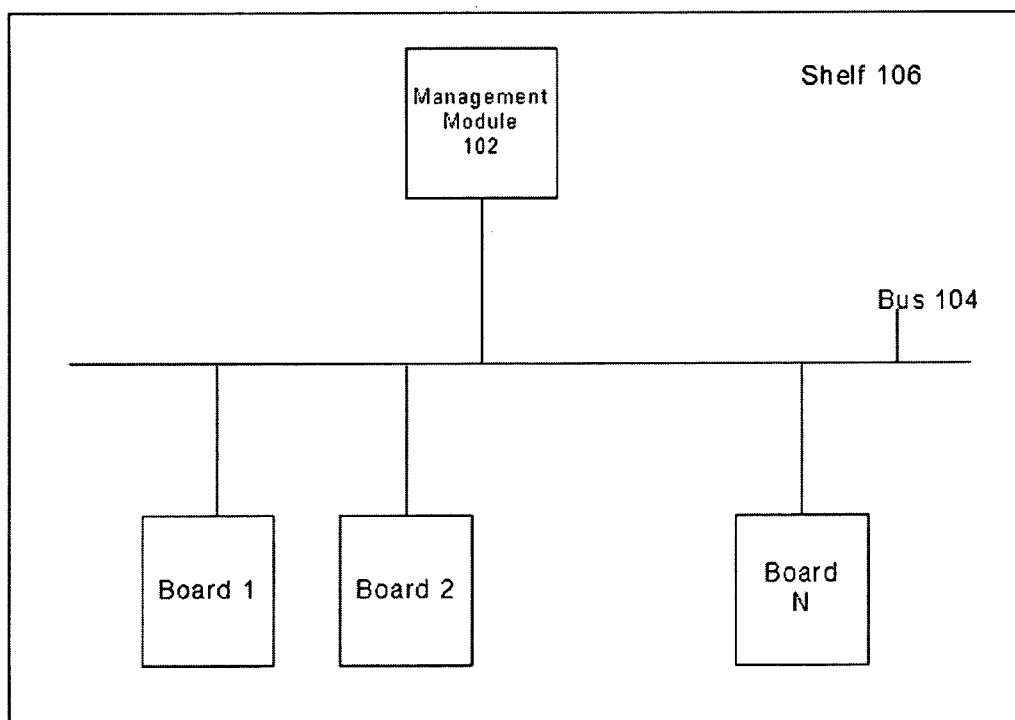 Shelf 106
Management
Module
102
Bus 104
Board 1
Board 2
Board
N